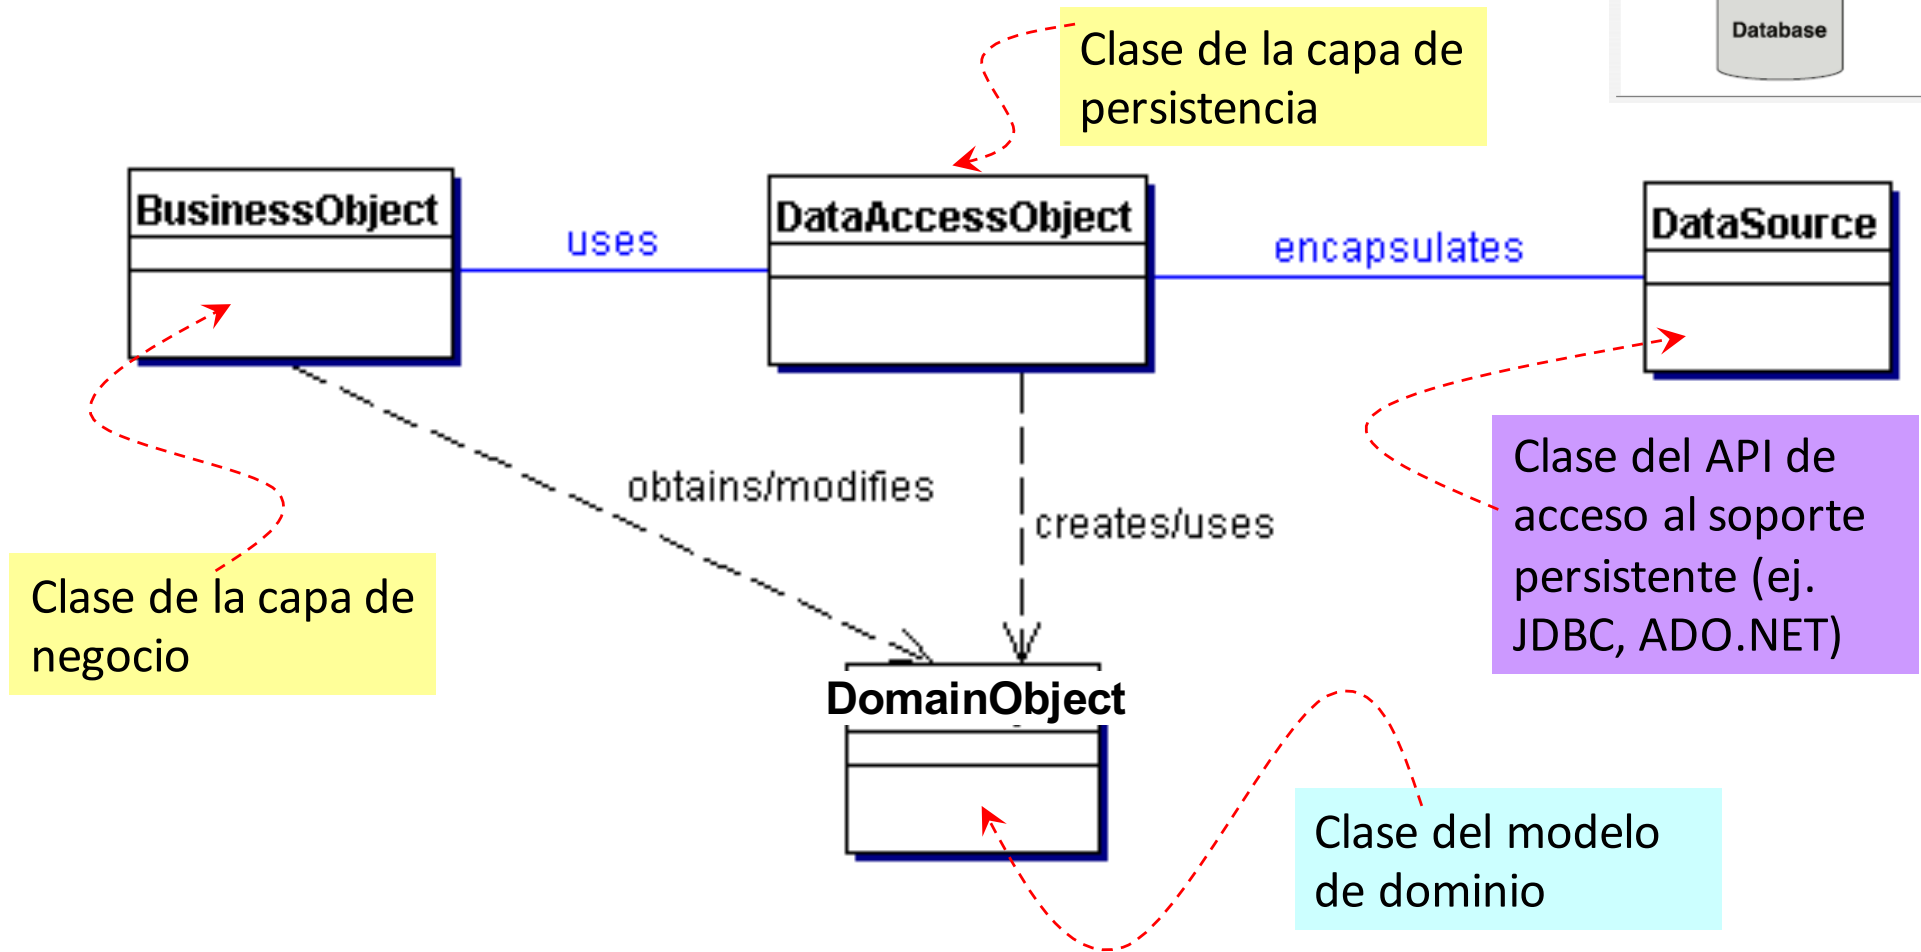 Database
Clase de la capa de
persistencia
BusinessObject
uses
DataAccessObject
encapsulates
DataSource
obtains/modifies
creates/uses
Clase del API de
acceso al soporte
persistente (ej.
JDBC, ADO.NET)
Clase de la capa de
negocio
DomainObject
Clase del modelo
de dominio